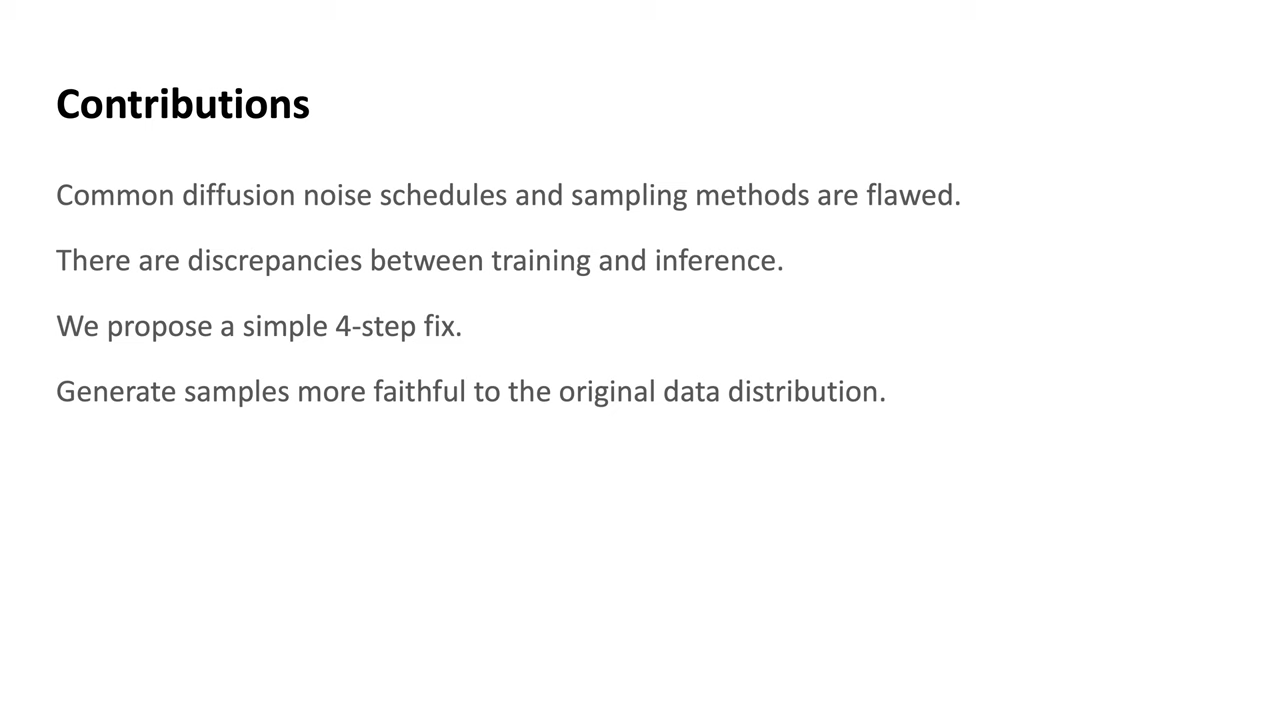 Contributions
Common diffusion noise schedules and sampling methods are flawed.
There are discrepancies between training and inference.
We propose a simple 4-step fix.
Generate samples more faithful to the original data distribution.